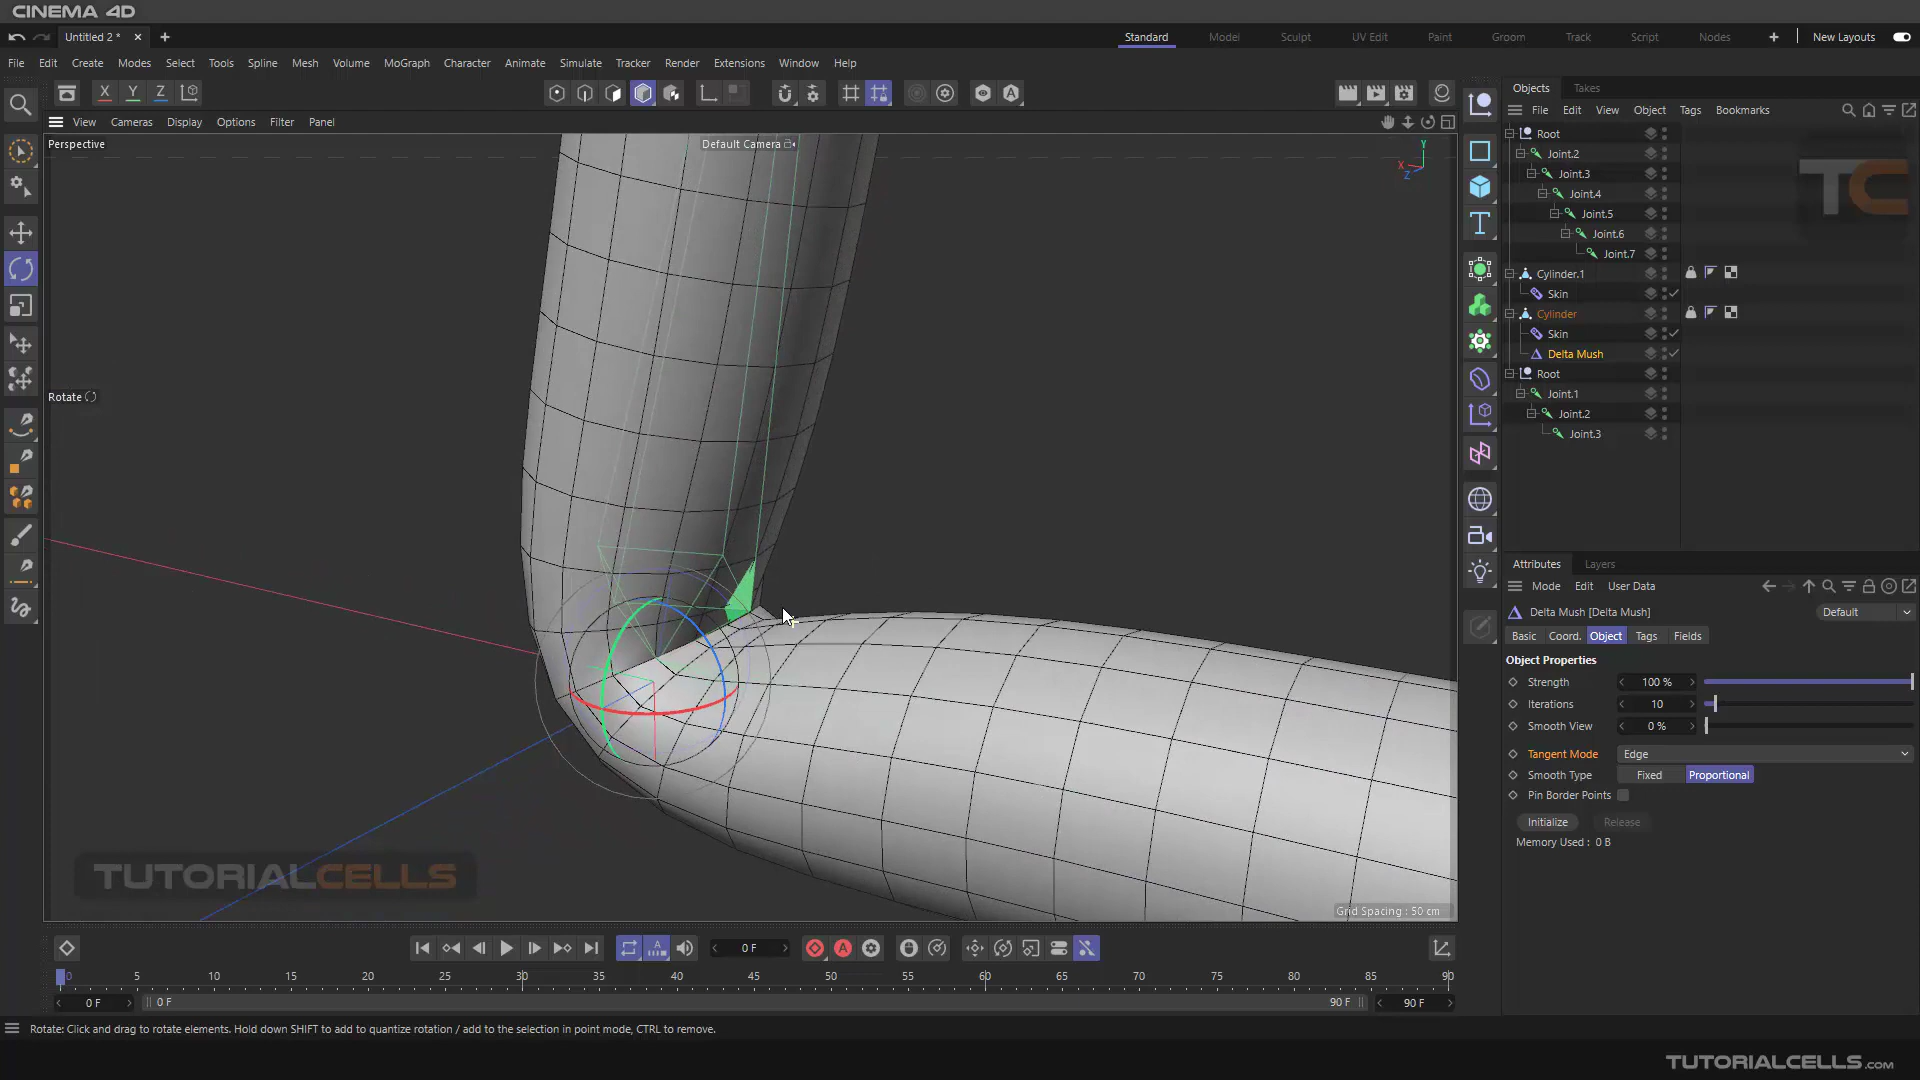 CINEMA 4D
Untitled 2 *
Standard
Model
Sculpt
UV Edit
Paint
Groom
Track
Script
Nodes
New Layouts
File Edit Create Modes Select Tools Spline Mesh Volume MoGraph Character Animate Simulate Tracker Render Extensions Window Help
X Y Z
View Cameras Display Options Filter Panel
Perspective
Default Camera
Y
X
Z
Rotate
Grid Spacing : 50 cm
TUTORIALCELLS
Objects Takes
File Edit View Object Tags Bookmarks
Root
Joint.2
Joint.3
Joint.4
Joint.5
Joint.6
Joint.7
Cylinder.1
Skin
Cylinder
Skin
Delta Mush
Root
Joint.1
Joint.2
Joint.3
TC
Attributes Layers
Mode Edit User Data
Delta Mush [Delta Mush]
Default
Basic Coord. Object Tags Fields
Object Properties
Strength 100 %
Iterations 10
Smooth View 0 %
Tangent Mode Edge
Smooth Type Fixed Proportional
Pin Border Points
Initialize Release
Memory Used : 0 B
0 F
0 5 10 15 20 25 30 35 40 45 50 55 60 65 70 75 80 85 90
0 F 0 F 90 F 90 F
Rotate: Click and drag to rotate elements. Hold down SHIFT to add to quantize rotation / add to the selection in point mode, CTRL to remove.
TUTORIALCELLS.com